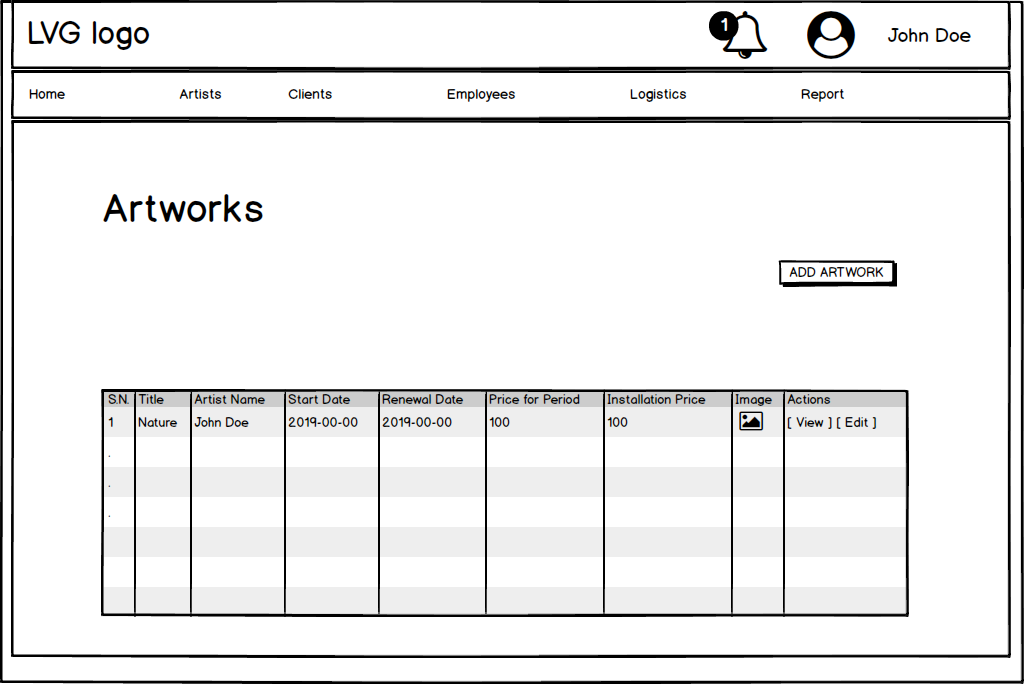 LVG logo
1
John Doe
Home Artists Clients Employees Logistics Report
Artworks
ADD ARTWORK
S.N. Title Artist Name Start Date Renewal Date Price for Period Installation Price Image Actions
1 Nature John Doe 2019-00-00 2019-00-00 100 100 [ View ] [ Edit ]
.
.
.